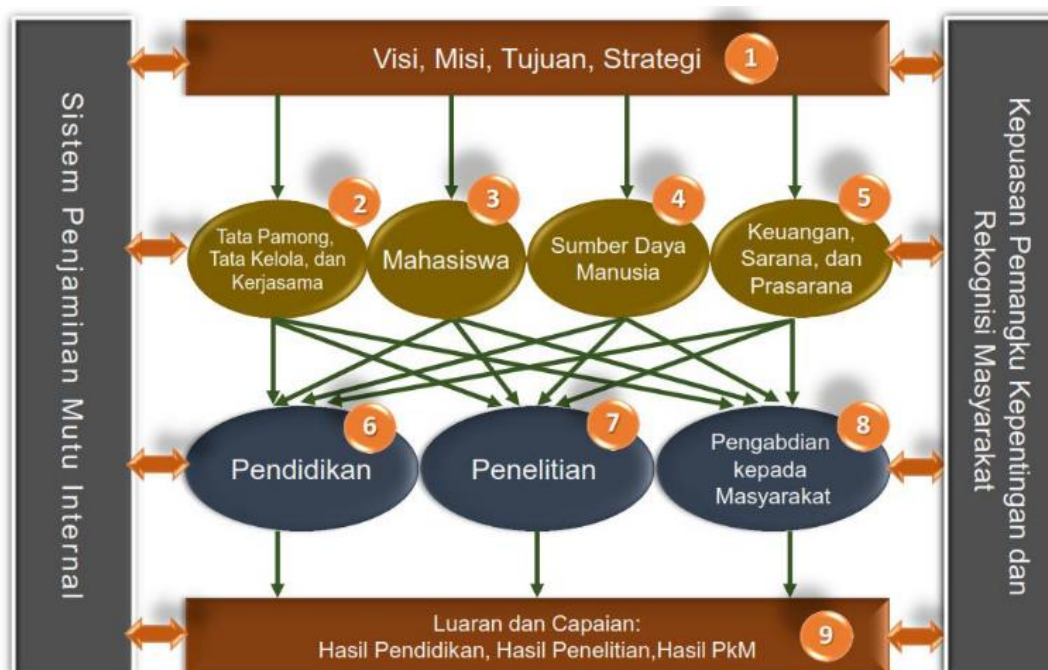 Visi, Misi, Tujuan, Strategi
1
Sistem Penjaminan Mutu Internal
Kepuasan Pemangku Kepentingan dan
Rekognisi Masyarakat
2
Tata Pamong,
Tata Kelola, dan
Kerjasama
3
Mahasiswa
4
Sumber Daya
Manusia
5
Keuangan,
Sarana, dan
Prasarana
6
Pendidikan
7
Penelitian
8
Pengabdian
kepada
Masyarakat
9
Luaran dan Capaian:
Hasil Pendidikan, Hasil Penelitian,Hasil PkM